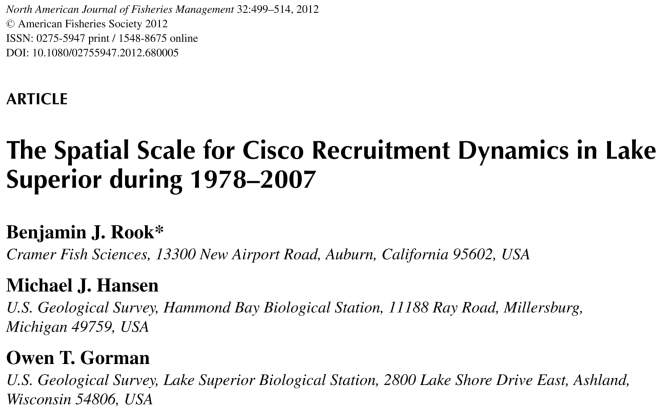 North American Journal of Fisheries Management 32:499–514, 2012
© American Fisheries Society 2012
ISSN: 0275-5947 print / 1548-8675 online
DOI: 10.1080/02755947.2012.680005
ARTICLE
The Spatial Scale for Cisco Recruitment Dynamics in Lake
Superior during 1978–2007
Benjamin J. Rook*
Cramer Fish Sciences, 13300 New Airport Road, Auburn, California 95602, USA
Michael J. Hansen
U.S. Geological Survey, Hammond Bay Biological Station, 11188 Ray Road, Millersburg,
Michigan 49759, USA
Owen T. Gorman
U.S. Geological Survey, Lake Superior Biological Station, 2800 Lake Shore Drive East, Ashland,
Wisconsin 54806, USA